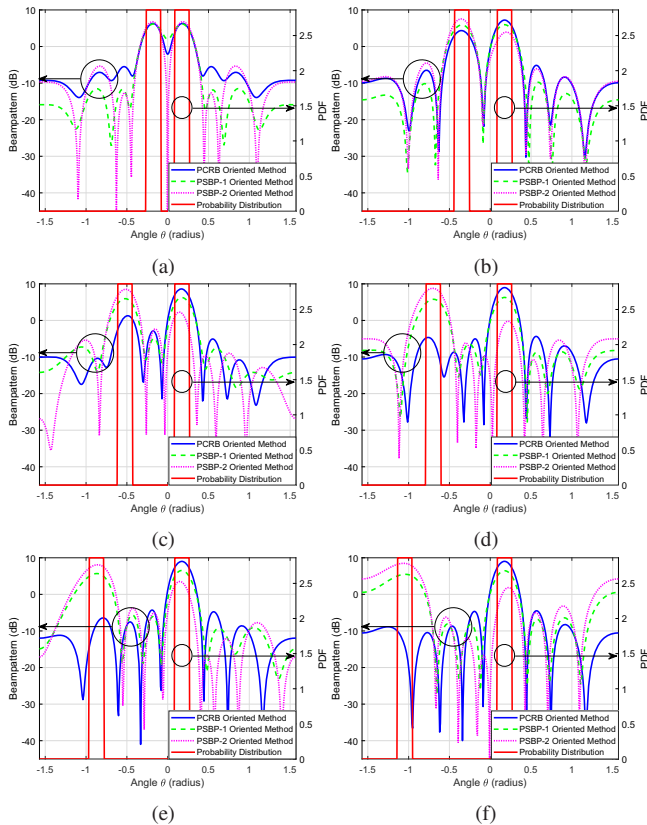 10
0
-10
-20
-30
-40
Beampattern (dB)
2.5
2
1.5
1
0.5
0
PDF
PCRB Oriented Method
PSBP-1 Oriented Method
PSBP-2 Oriented Method
Probability Distribution
-1.5 -1 -0.5 0 0.5 1 1.5
Angle θ (radius)
(a)
10
0
-10
-20
-30
-40
Beampattern (dB)
2.5
2
1.5
1
0.5
0
PDF
PCRB Oriented Method
PSBP-1 Oriented Method
PSBP-2 Oriented Method
Probability Distribution
-1.5 -1 -0.5 0 0.5 1 1.5
Angle θ (radius)
(b)
10
0
-10
-20
-30
-40
Beampattern (dB)
2.5
2
1.5
1
0.5
0
PDF
PCRB Oriented Method
PSBP-1 Oriented Method
PSBP-2 Oriented Method
Probability Distribution
-1.5 -1 -0.5 0 0.5 1 1.5
Angle θ (radius)
(c)
10
0
-10
-20
-30
-40
Beampattern (dB)
2.5
2
1.5
1
0.5
0
PDF
PCRB Oriented Method
PSBP-1 Oriented Method
PSBP-2 Oriented Method
Probability Distribution
-1.5 -1 -0.5 0 0.5 1 1.5
Angle θ (radius)
(d)
10
0
-10
-20
-30
-40
Beampattern (dB)
2.5
2
1.5
1
0.5
0
PDF
PCRB Oriented Method
PSBP-1 Oriented Method
PSBP-2 Oriented Method
Probability Distribution
-1.5 -1 -0.5 0 0.5 1 1.5
Angle θ (radius)
(e)
10
0
-10
-20
-30
-40
Beampattern (dB)
2.5
2
1.5
1
0.5
0
PDF
PCRB Oriented Method
PSBP-1 Oriented Method
PSBP-2 Oriented Method
Probability Distribution
-1.5 -1 -0.5 0 0.5 1 1.5
Angle θ (radius)
(f)